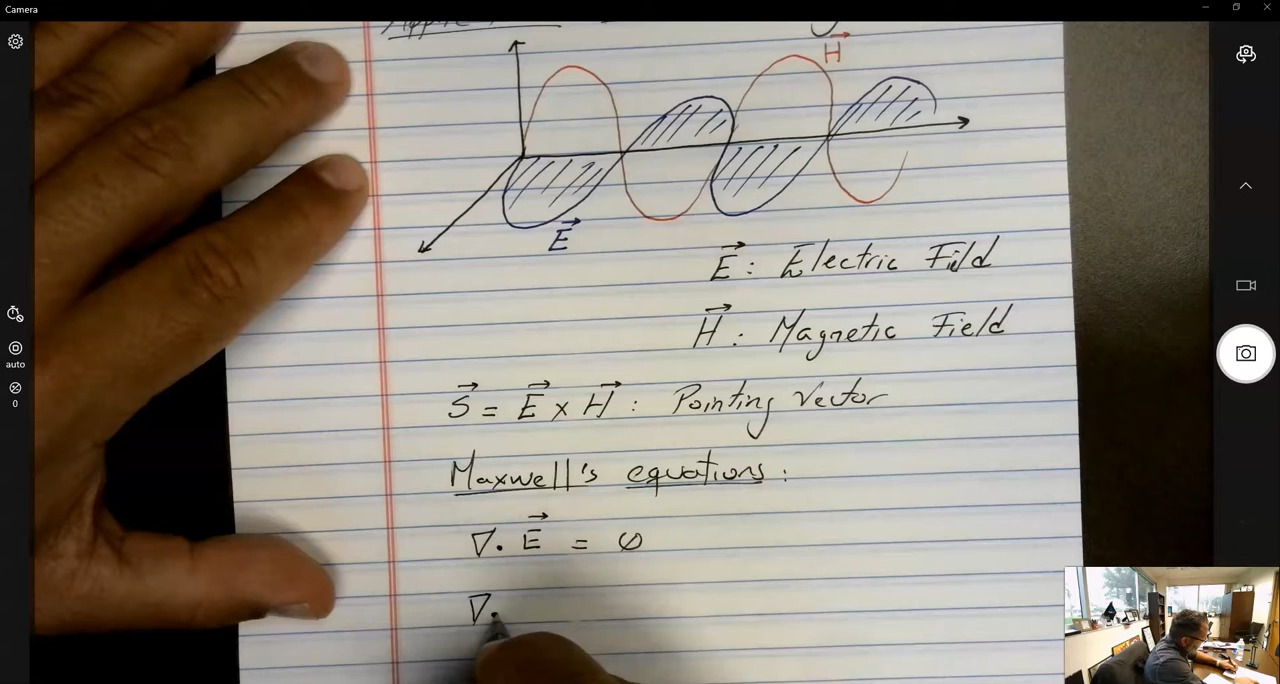 Camera
H
E
E : Electric Field
H : Magnetic Field
auto
S = E x H : Pointing Vector
0
Maxwell's equations :
∇. E = 0
∇.